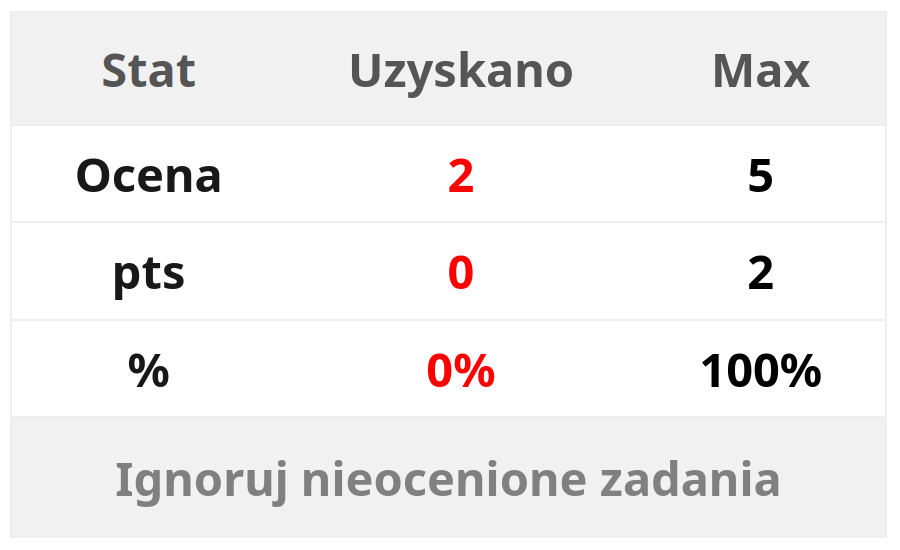 Stat Uzyskano Max
Ocena 2 5
pts 0 2
% 0% 100%
Ignoruj nieocenione zadania